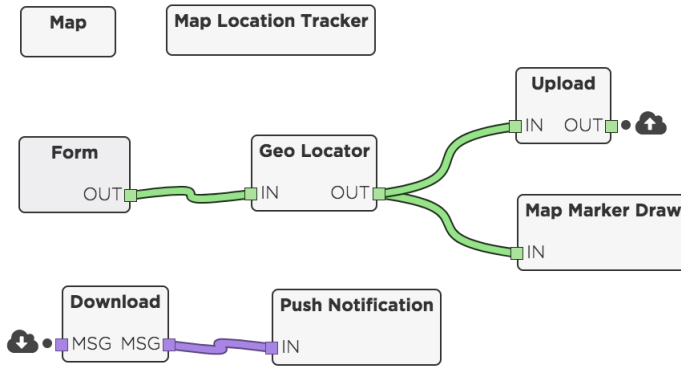 Map
Map Location Tracker
Upload
IN OUT
Form
OUT
Geo Locator
IN OUT
Map Marker Draw
IN
Download
MSG MSG
Push Notification
IN